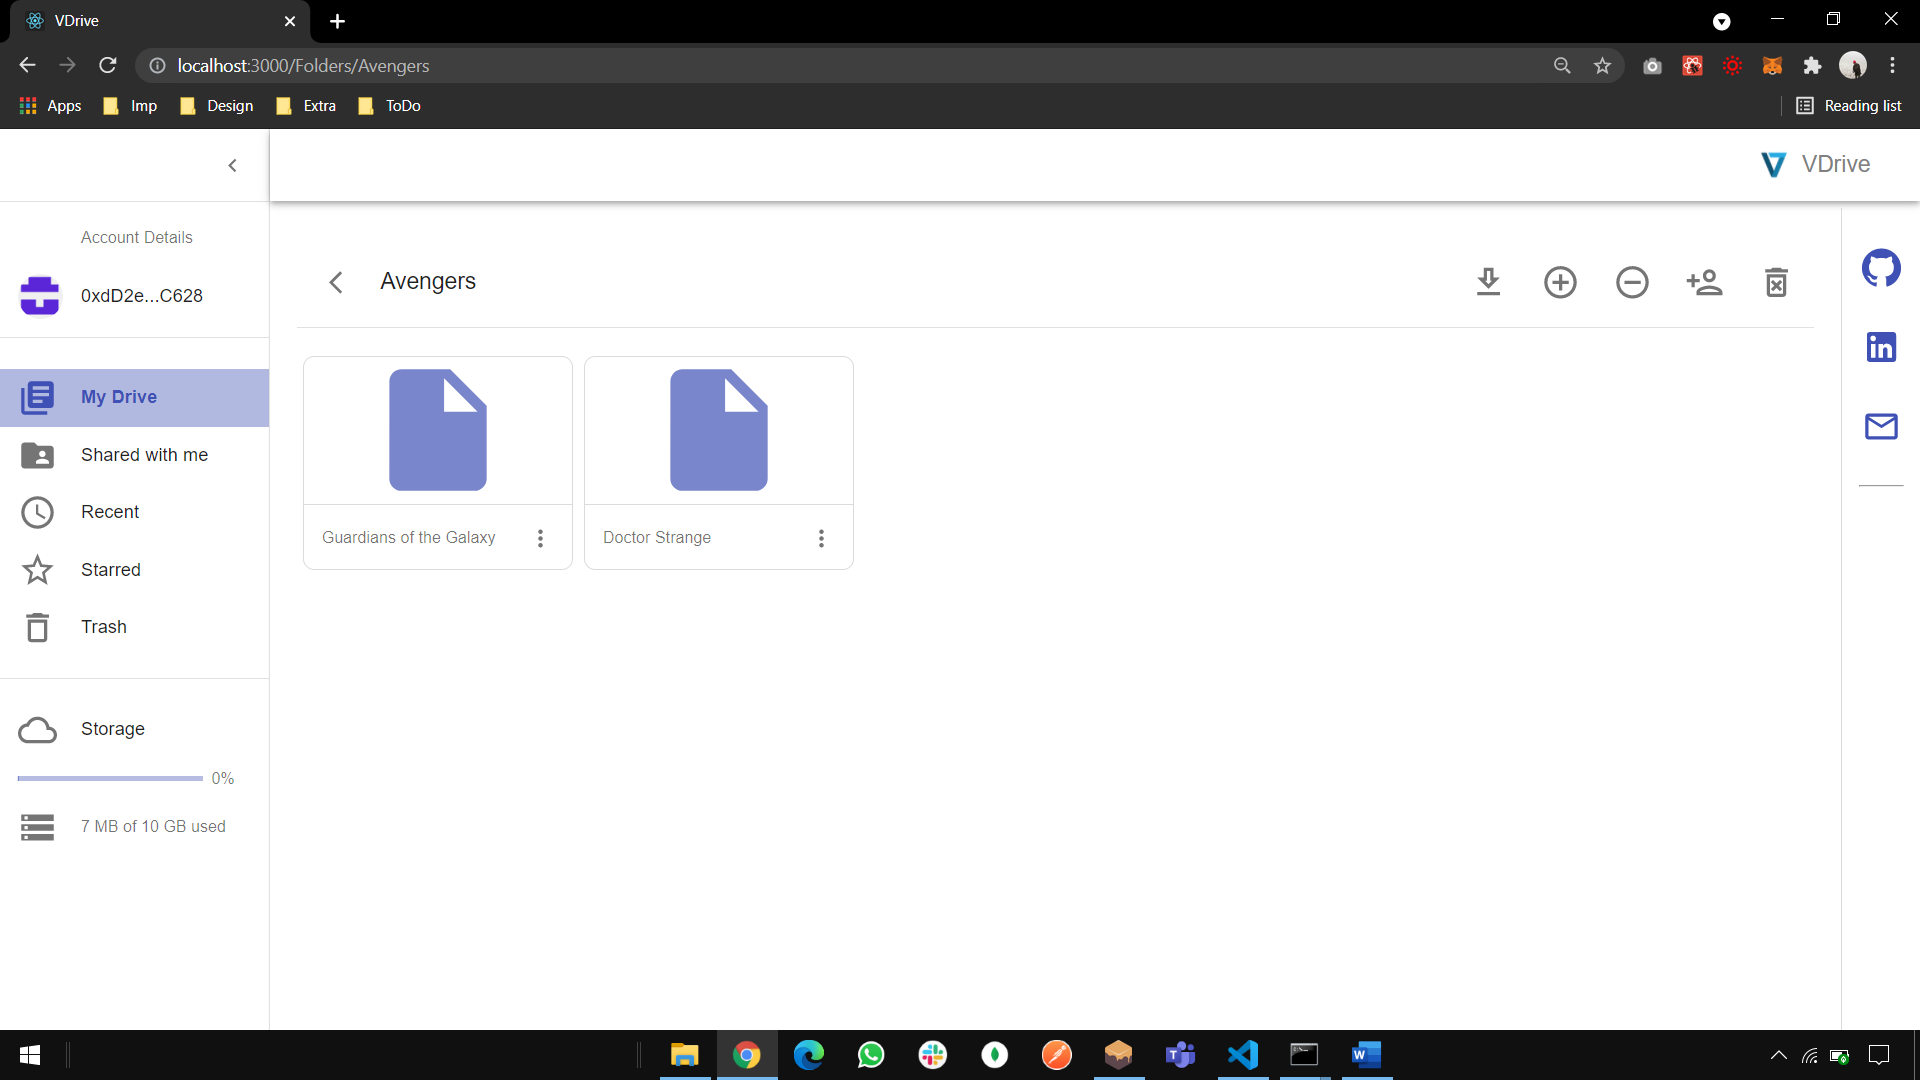 VDrive
localhost:3000/Folders/Avengers
Apps
Imp
Design
Extra
ToDo
Reading list
VDrive
Account Details
0xdD2e...C628
Avengers
My Drive
Shared with me
Recent
Starred
Trash
Guardians of the Galaxy
Doctor Strange
Storage
0%
7 MB of 10 GB used